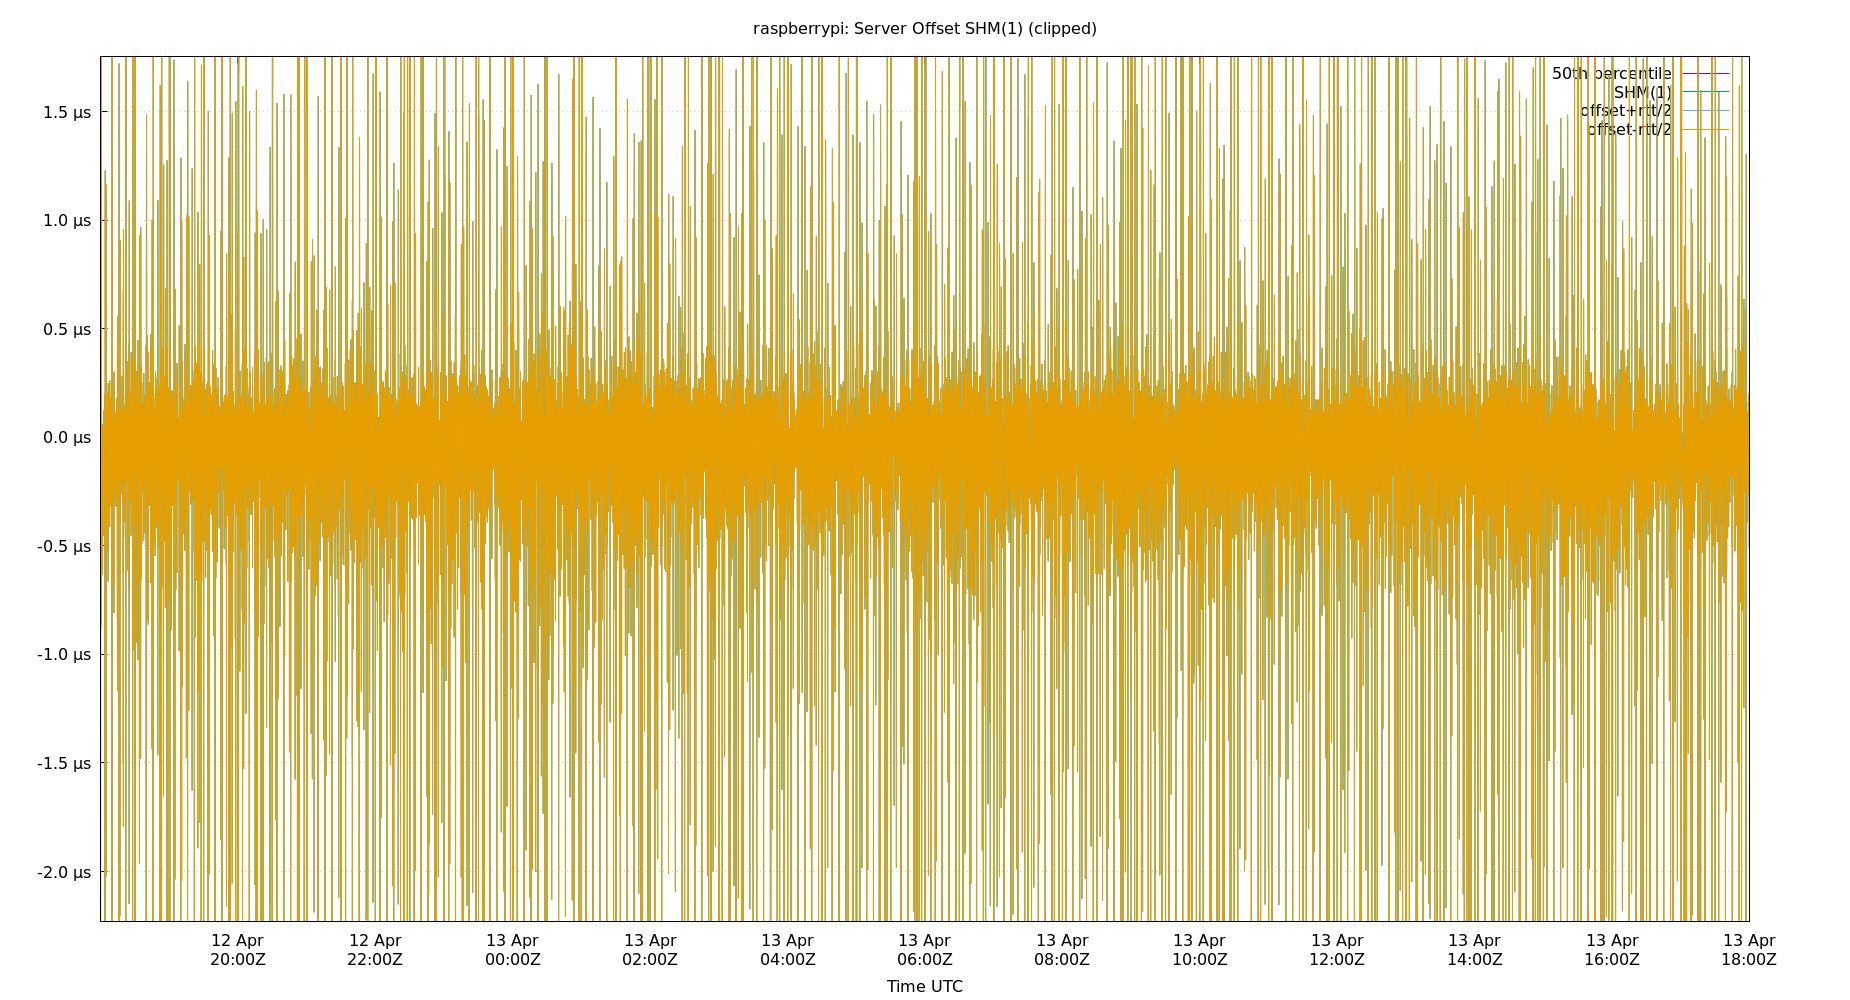 raspberrypi: Server Offset SHM(1) (clipped)
50th percentile
SHM(1)
offset+rtt/2
offset-rtt/2
1.5 µs
1.0 µs
0.5 µs
0.0 µs
-0.5 µs
-1.0 µs
-1.5 µs
-2.0 µs
12 Apr 12 Apr 13 Apr 13 Apr 13 Apr 13 Apr 13 Apr 13 Apr 13 Apr 13 Apr 13 Apr 13 Apr
20:00Z 22:00Z 00:00Z 02:00Z 04:00Z 06:00Z 08:00Z 10:00Z 12:00Z 14:00Z 16:00Z 18:00Z
Time UTC